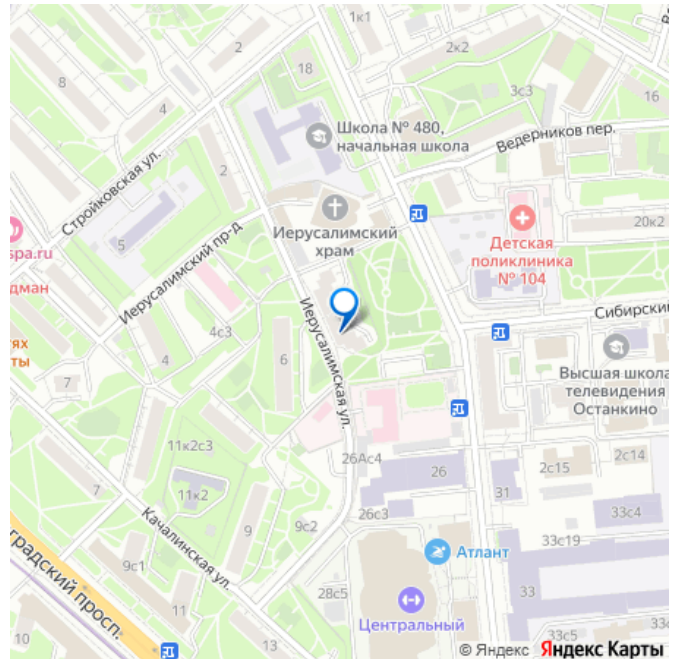 1к1
2
2к2
8
18
3с3
16
4
Школа № 480,
начальная школа
Ведерников пер.
2
Стройковская ул.
20к2
Иерусалимский
храм
Детская
поликлиника
№ 104
5
spa.ru
Иерусалимский пр-д
дман
Сибирский
4с3
Иерусалимская ул.
тях
ты
4
6
7
Высшая школа
телевидения
Останкино
11к2с3
26Ас4
26
2с15
2с14
7
11к2
31
26с3
33с4
Качалинская ул.
9
9с2
33с19
Атлант
9с1
28с5
33
градский просп.
11
Центральный
10
13
33с5
33с
© Яндекс Яндекс Карты